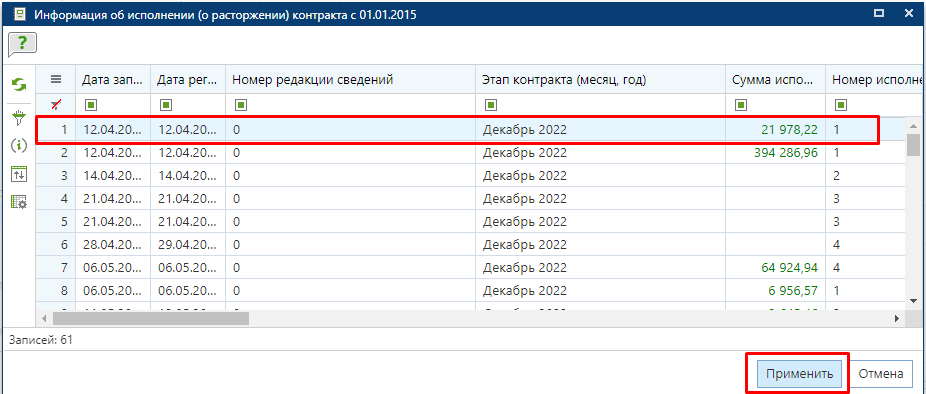 Информация об исполнении (о расторжении) контракта с 01.01.2015
?
Дата зап... Дата рег... Номер редакции сведений Этап контракта (месяц, год) Сумма испо... Номер исполне
1 12.04.20... 12.04.20... 0 Декабрь 2022 21 978,22 1
2 12.04.20... 12.04.20... 0 Декабрь 2022 394 286,96 1
3 14.04.20... 14.04.20... 0 Декабрь 2022 2
4 21.04.20... 21.04.20... 0 Декабрь 2022 3
5 21.04.20... 21.04.20... 0 Декабрь 2022 3
6 28.04.20... 29.04.20... 0 Декабрь 2022 4
7 06.05.20... 06.05.20... 0 Декабрь 2022 64 924,94 4
8 06.05.20... 06.05.20... 0 Декабрь 2022 6 956,57 1
Записей: 61
Применить Отмена